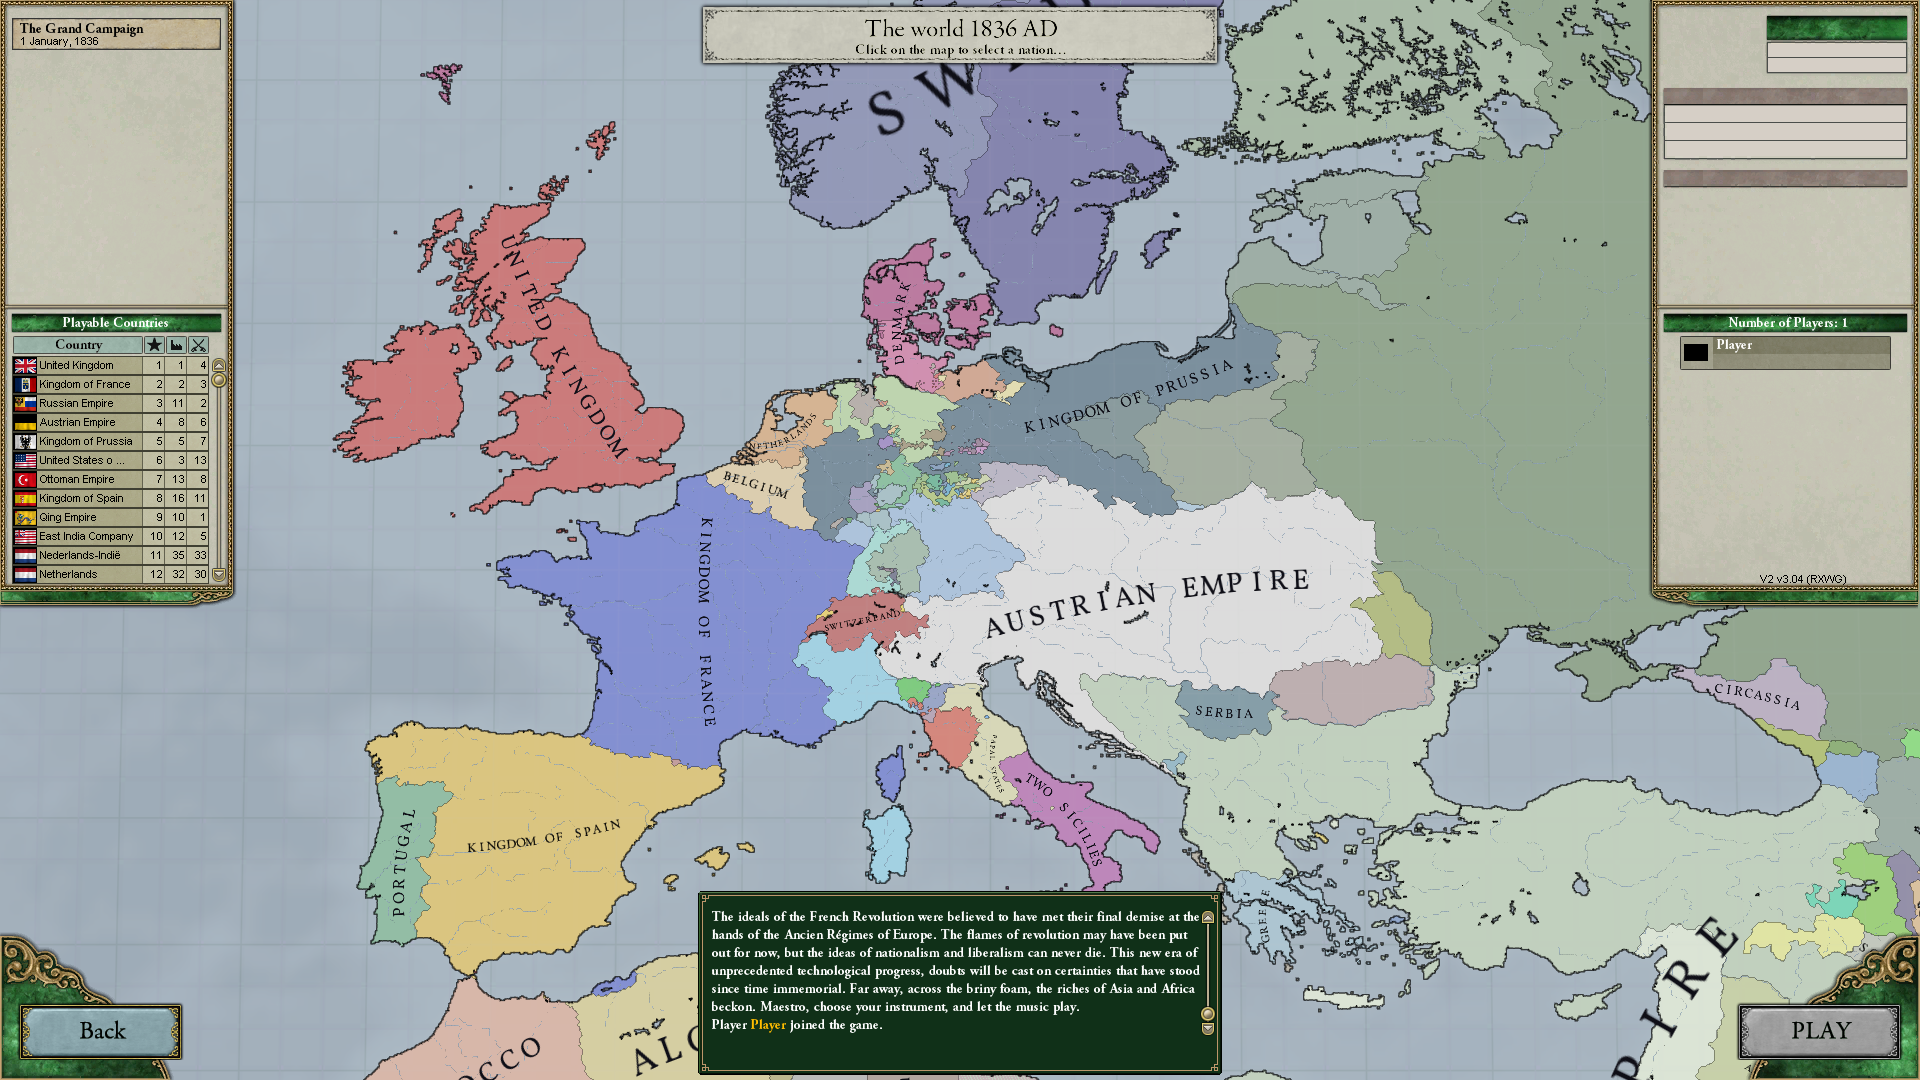 The Grand Campaign
1 January, 1836
The world 1836 AD
Click on the map to select a nation...
Playable Countries
Country
United Kingdom 1 1 4
Kingdom of France 2 2 3
Russian Empire 3 11 2
Austrian Empire 4 8 6
Kingdom of Prussia 5 5 7
United States o ... 6 3 13
Ottoman Empire 7 13 8
Kingdom of Spain 8 16 11
Qing Empire 9 10 1
East India Company 10 12 5
Nederlands-Indië 11 35 33
Netherlands 12 32 30
Number of Players: 1
Player
V2 v3.04 (RXWG)
SW
UNITED KINGDOM
DENMARK
NETHERLANDS
BELGIUM
KINGDOM OF PRUSSIA
KINGDOM OF FRANCE
SWITZERLAND
AUSTRIAN EMPIRE
SERBIA
CIRCASSIA
PAPAL STATES
TWO SICILIES
KINGDOM OF SPAIN
PORTUGAL
GREECE
OCCO
ALG
PIRE
The ideals of the French Revolution were believed to have met their final demise at the
hands of the Ancien Régimes of Europe. The flames of revolution may have been put
out for now, but the ideas of nationalism and liberalism can never die. This new era of
unprecedented technological progress, doubts will be cast on certainties that have stood
since time immemorial. Far away, across the briny foam, the riches of Asia and Africa
beckon. Maestro, choose your instrument, and let the music play.
Player Player joined the game.
Back
PLAY